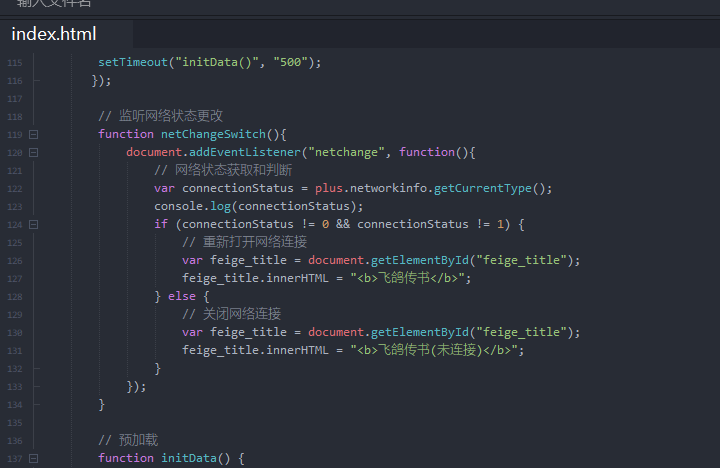 输入文件名
index.html
115 setTimeout("initData()", "500");
116 });
117
118 // 监听网络状态更改
119 function netChangeSwitch(){
120 document.addEventListener("netchange", function(){
121 // 网络状态获取和判断
122 var connectionStatus = plus.networkinfo.getCurrentType();
123 console.log(connectionStatus);
124 if (connectionStatus != 0 && connectionStatus != 1) {
125 // 重新打开网络连接
126 var feige_title = document.getElementById("feige_title");
127 feige_title.innerHTML = "<b>飞鸽传书</b>";
128 } else {
129 // 关闭网络连接
130 var feige_title = document.getElementById("feige_title");
131 feige_title.innerHTML = "<b>飞鸽传书(未连接)</b>";
132 }
133 });
134 }
135
136 // 预加载
137 function initData() {